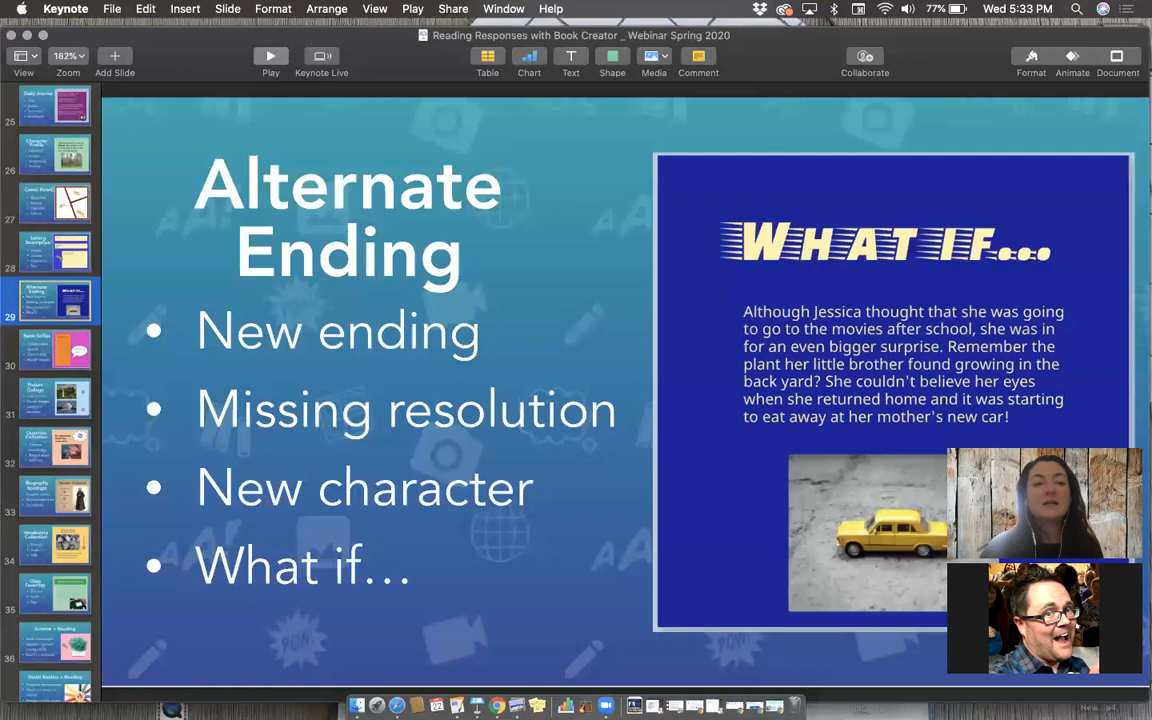 Keynote File Edit Insert Slide Format Arrange View Play Share Window Help 77% Wed 5:33 PM
Reading Responses with Book Creator _ Webinar Spring 2020
182%
View Zoom Add Slide Play Keynote Live Table Chart Text Shape Media Comment Collaborate Format Animate Document
25
26
27
28
29
30
31
32
33
34
35
36
Alternate
Ending
• New ending
• Missing resolution
• New character
• What if…
WHAT IF...
Although Jessica thought that she was going
to go to the movies after school, she was in
for an even bigger surprise. Remember the
plant her little brother found growing in the
back yard? She couldn't believe her eyes
when she returned home and it was starting
to eat away at her mother's new car!